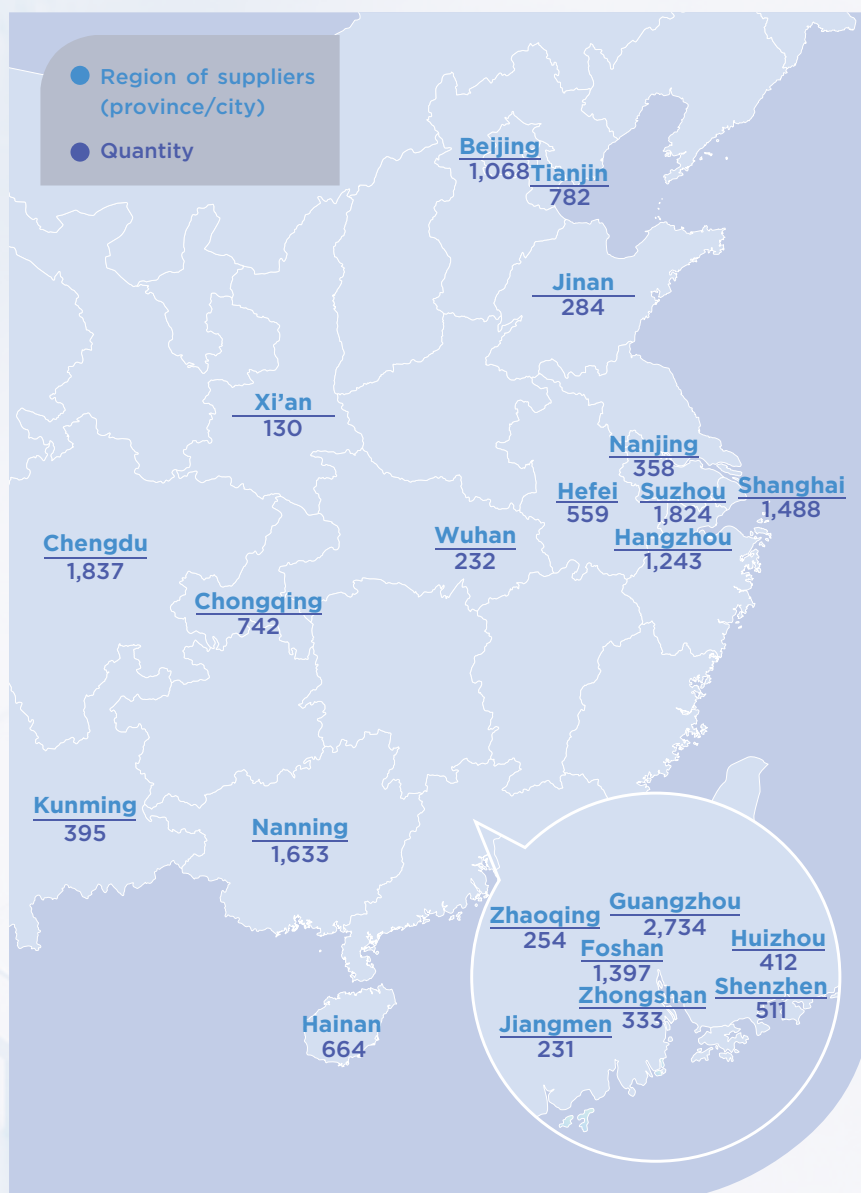 Region of suppliers
(province/city)
Quantity
Beijing
1,068
Tianjin
782
Jinan
284
Xi’an
130
Nanjing
358
Hefei
559
Suzhou
1,824
Shanghai
1,488
Hangzhou
1,243
Wuhan
232
Chengdu
1,837
Chongqing
742
Kunming
395
Nanning
1,633
Hainan
664
Zhaoqing
254
Guangzhou
2,734
Foshan
1,397
Huizhou
412
Zhongshan
333
Shenzhen
511
Jiangmen
231